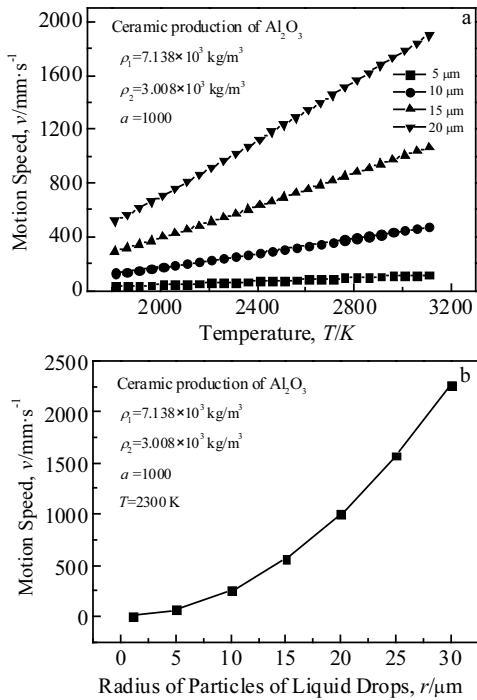 a
Ceramic production of Al₂O₃
ρ₁=7.138×10³ kg/m³
ρ₂=3.008×10³ kg/m³
a=1000
5 μm
10 μm
15 μm
20 μm
2000
1600
1200
800
400
0
Motion Speed, v/mm·s⁻¹
2000 2400 2800 3200
Temperature, T/K
b
Ceramic production of Al₂O₃
ρ₁=7.138×10³ kg/m³
ρ₂=3.008×10³ kg/m³
a=1000
T=2300 K
2500
2000
1500
1000
500
0
Motion Speed, v/mm·s⁻¹
0 5 10 15 20 25 30
Radius of Particles of Liquid Drops, r/μm